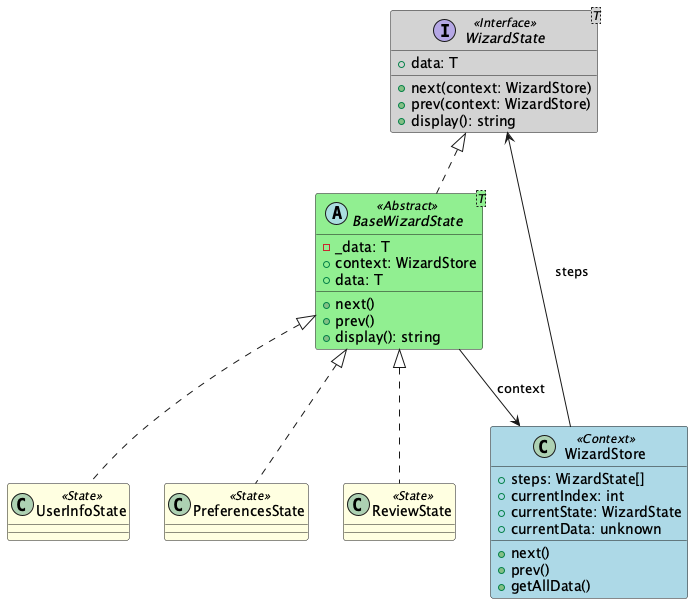 «Interface»
T
I
WizardState
data: T
next(context: WizardStore)
prev(context: WizardStore)
display(): string
«Abstract»
T
A
BaseWizardState
_data: T
context: WizardStore
data: T
next()
prev()
display(): string
steps
context
«State»
C
UserInfoState
«State»
C
PreferencesState
«State»
C
ReviewState
«Context»
C
WizardStore
steps: WizardState[]
currentIndex: int
currentState: WizardState
currentData: unknown
next()
prev()
getAllData()